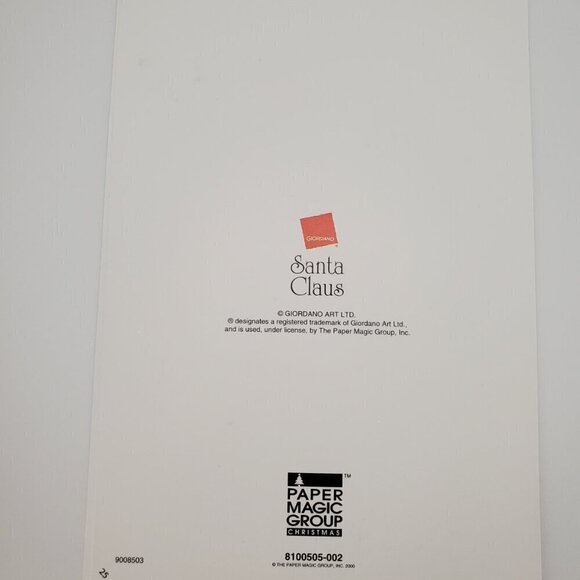 GIORDANO
®
Santa
Claus
© GIORDANO ART LTD.
® designates a registered trademark of Giordano Art Ltd.,
and is used, under license, by The Paper Magic Group, Inc.
TM
PAPER
MAGIC
GROUP
CHRISTMAS
9008503
8100505-002
25
© THE PAPER MAGIC GROUP, INC. 2000